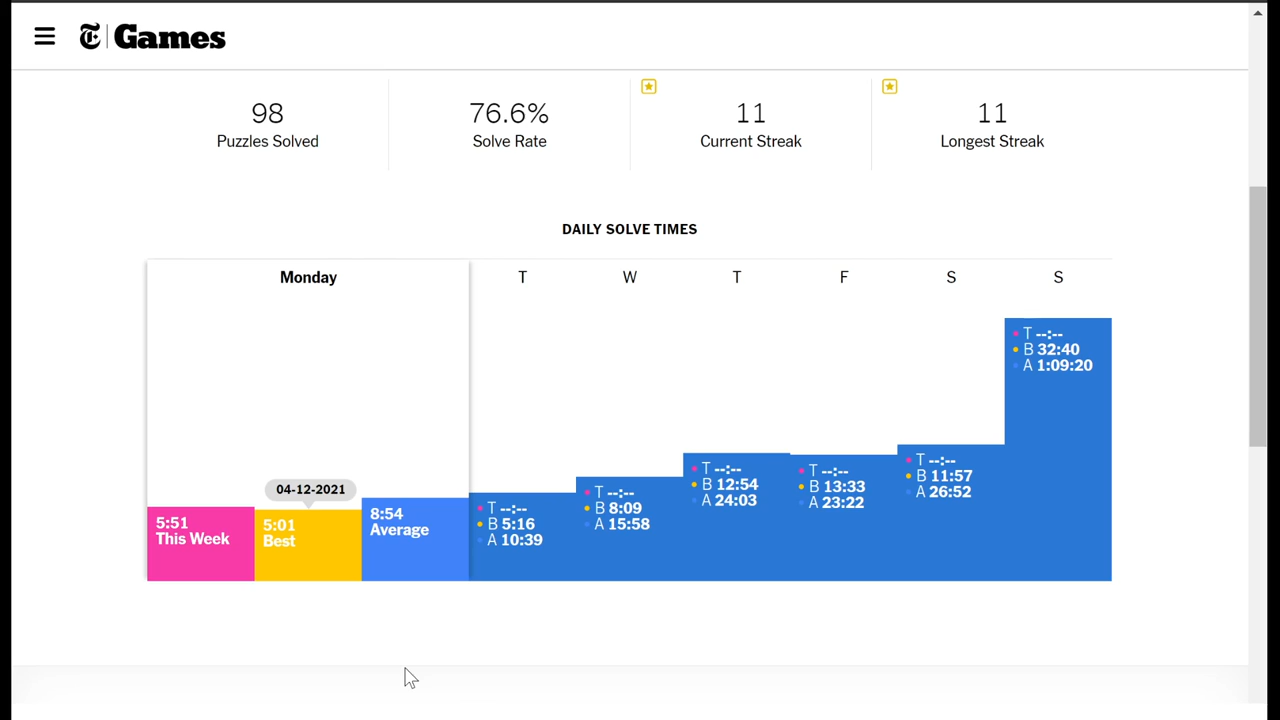 T Games
98
Puzzles Solved
76.6%
Solve Rate
11
Current Streak
11
Longest Streak
DAILY SOLVE TIMES
Monday
T
W
T
F
S
S
5:51
This Week
04-12-2021
5:01
Best
8:54
Average
T --:--
B 5:16
A 10:39
T --:--
B 8:09
A 15:58
T --:--
B 12:54
A 24:03
T --:--
B 13:33
A 23:22
T --:--
B 11:57
A 26:52
T --:--
B 32:40
A 1:09:20